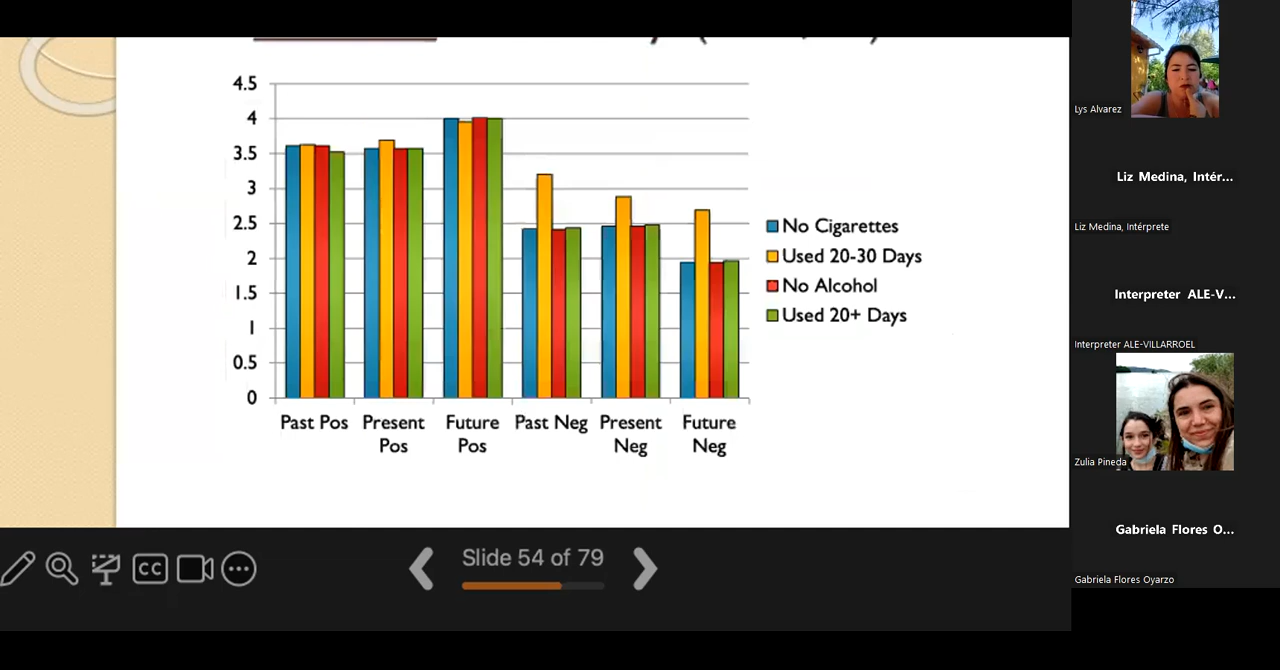 4.5
4
3.5
3
2.5
2
1.5
1
0.5
0
Past Pos
Present Pos
Future Pos
Past Neg
Present Neg
Future Neg
No Cigarettes
Used 20-30 Days
No Alcohol
Used 20+ Days
CC
Slide 54 of 79
Lys Alvarez
Liz Medina, Intér...
Liz Medina, Intérprete
Interpreter ALE-V...
Interpreter ALE-VILLARROEL
Zulia Pineda
Gabriela Flores O...
Gabriela Flores Oyarzo